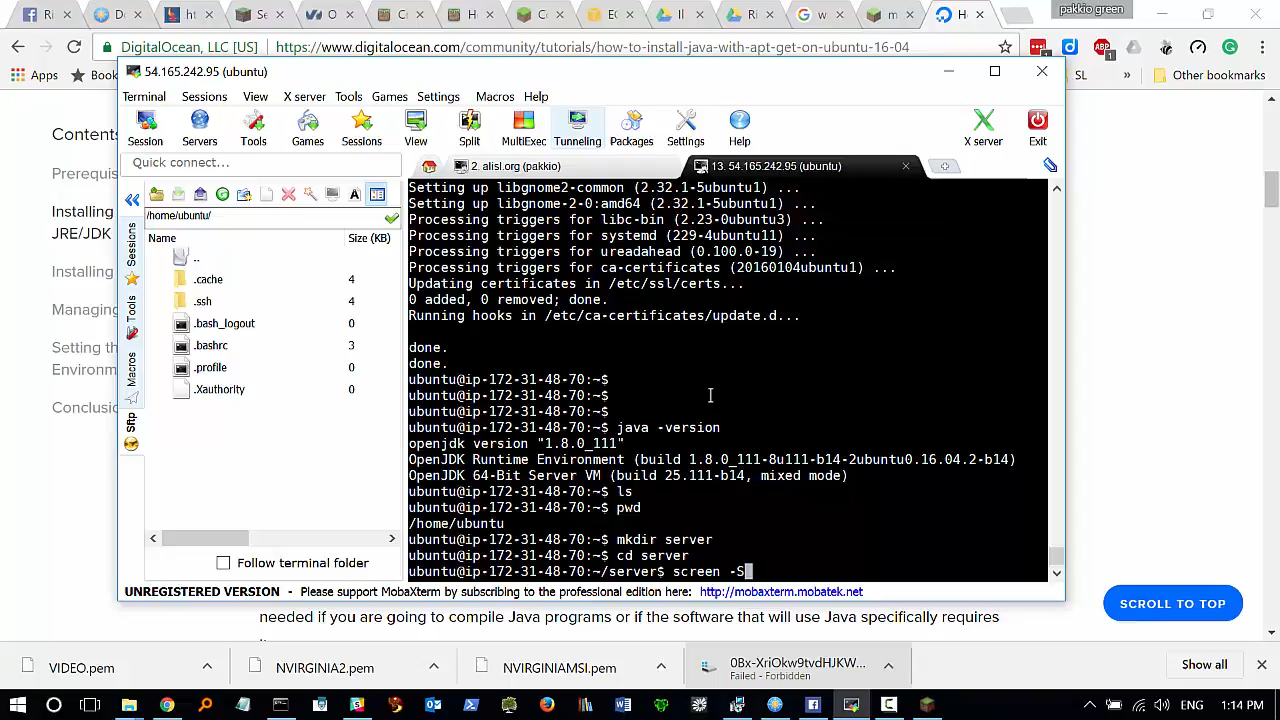 pakkio green
Fi
D
ht
Se
O
C
H
C
EC
Il
Ri
w
m
H
DigitalOcean, LLC [US]
https://www.digitalocean.com/community/tutorials/how-to-install-java-with-apt-get-on-ubuntu-16-04
Apps
Book
SL
»
Other bookmarks
Contents
Prerequis
Installing
JRE/JDK
Installing
Managing
Setting th
Environm
Conclusio
54.165.242.95 (ubuntu)
Terminal Sessions View X server Tools Games Settings Macros Help
Session Servers Tools Games Sessions View Split MultiExec Tunneling Packages Settings Help X server Exit
Quick connect...
2. alisl.org (pakkio)
13. 54.165.242.95 (ubuntu)
/home/ubuntu/
Name Size (KB)
..
.cache 4
.ssh 4
.bash_logout 0
.bashrc 3
.profile 0
.Xauthority 0
Sessions
Tools
Macros
Sftp
Follow terminal folder
Setting up libgnome2-common (2.32.1-5ubuntu1) ...
Setting up libgnome-2-0:amd64 (2.32.1-5ubuntu1) ...
Processing triggers for libc-bin (2.23-0ubuntu3) ...
Processing triggers for systemd (229-4ubuntu11) ...
Processing triggers for ureadahead (0.100.0-19) ...
Processing triggers for ca-certificates (20160104ubuntu1) ...
Updating certificates in /etc/ssl/certs...
0 added, 0 removed; done.
Running hooks in /etc/ca-certificates/update.d...
done.
done.
ubuntu@ip-172-31-48-70:~$
ubuntu@ip-172-31-48-70:~$
ubuntu@ip-172-31-48-70:~$
ubuntu@ip-172-31-48-70:~$ java -version
openjdk version "1.8.0_111"
OpenJDK Runtime Environment (build 1.8.0_111-8u111-b14-2ubuntu0.16.04.2-b14)
OpenJDK 64-Bit Server VM (build 25.111-b14, mixed mode)
ubuntu@ip-172-31-48-70:~$ ls
ubuntu@ip-172-31-48-70:~$ pwd
/home/ubuntu
ubuntu@ip-172-31-48-70:~$ mkdir server
ubuntu@ip-172-31-48-70:~$ cd server
ubuntu@ip-172-31-48-70:~/server$ screen -S
UNREGISTERED VERSION - Please support MobaXterm by subscribing to the professional edition here: http://mobaxterm.mobatek.net
SCROLL TO TOP
needed if you are going to compile Java programs or if the software that will use Java specifically requires
VIDEO.pem
NVIRGINIA2.pem
NVIRGINIAMSI.pem
0Bx-XriOkw9tvdHJKW...
Failed - Forbidden
Show all
ENG 1:14 PM